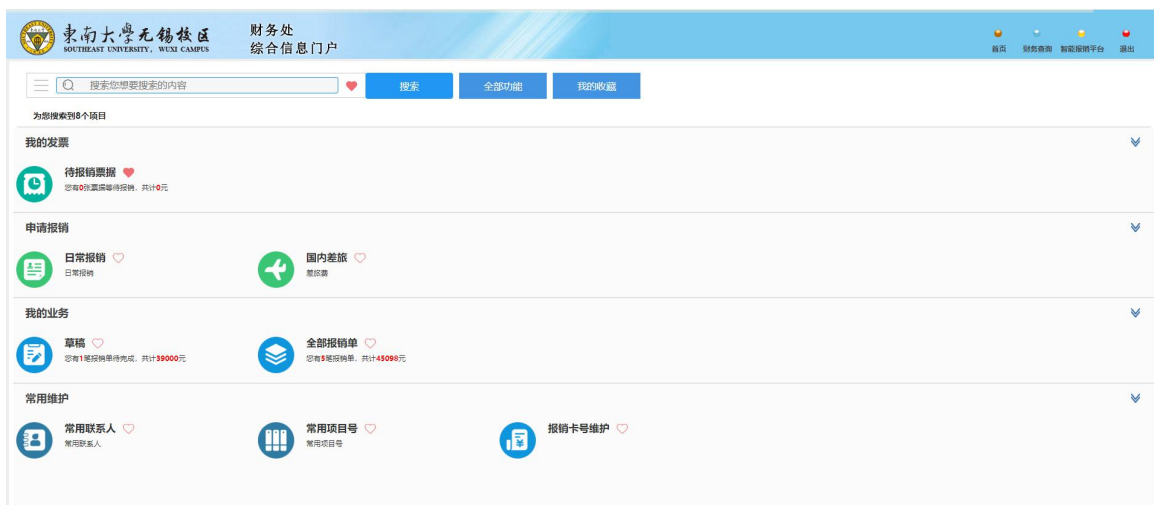 東南大學无锡校区
SOUTHEAST UNIVERSITY, WUXI CAMPUS
财务处
综合信息门户
首页 财务查询 智能报销平台 退出
搜索您想要搜索的内容 搜索 全部功能 我的收藏
为您搜索到8个项目
我的发票
待报销票据
您有0张票据等待报销，共计0元
申请报销
日常报销 国内差旅
日常报销 差旅费
我的业务
草稿 全部报销单
您有1笔报销单待完成，共计39000元 您有5笔报销单，共计45098元
常用维护
常用联系人 常用项目号 报销卡号维护
常用联系人 常用项目号